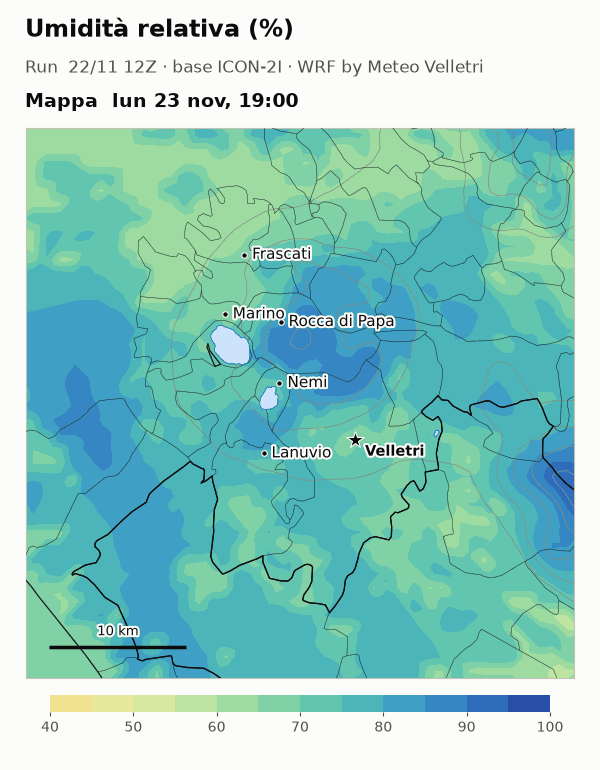 Umidità relativa (%)
Run  22/11 12Z · base ICON-2I · WRF by Meteo Velletri
Mappa  lun 23 nov, 19:00
Frascati
Marino
Rocca di Papa
Nemi
Velletri
Lanuvio
10 km
40 50 60 70 80 90 100